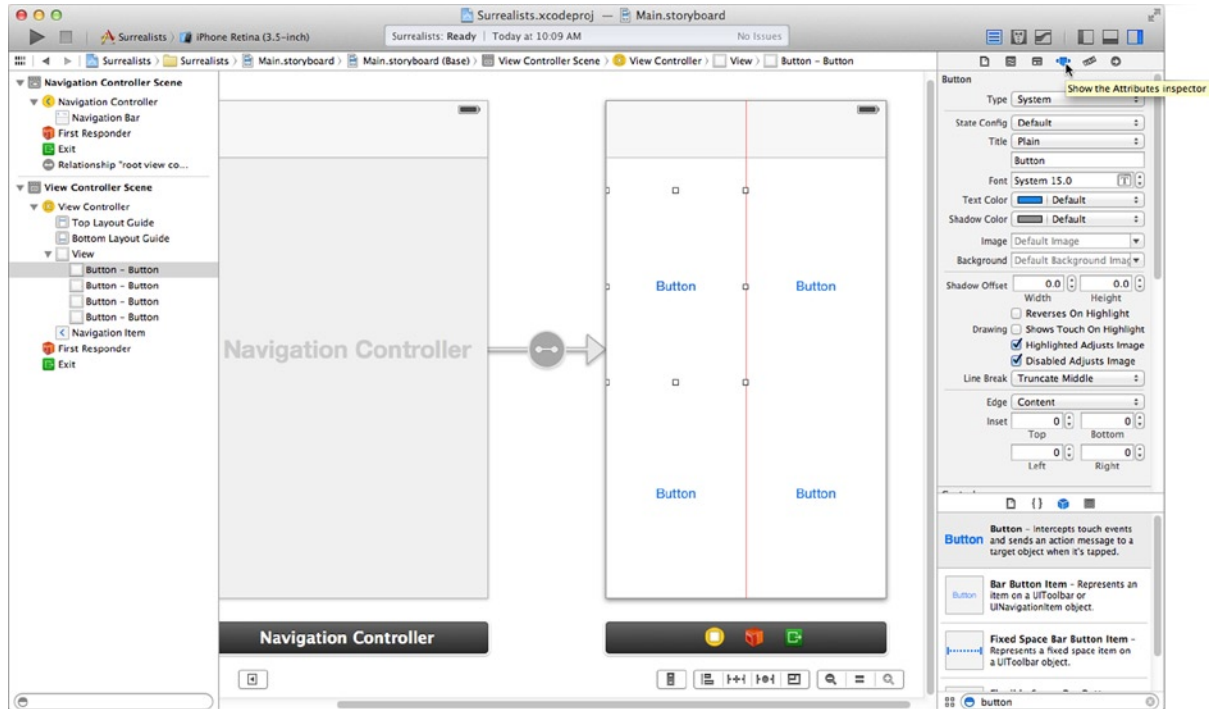 Surrealists.xcodeproj — Main.storyboard
Surrealists iPhone Retina (3.5-inch)
Surrealists: Ready | Today at 10:09 AM
No Issues
Surrealists Surrealists Main.storyboard Main.storyboard (Base) View Controller Scene View Controller View Button - Button
Navigation Controller Scene
Navigation Controller
Navigation Bar
First Responder
Exit
Relationship "root view co...
View Controller Scene
View Controller
Top Layout Guide
Bottom Layout Guide
View
Button - Button
Button - Button
Button - Button
Button - Button
Navigation Item
First Responder
Exit
Navigation Controller
Navigation Controller
Button Button
Button Button
Show the Attributes inspector
Button
Type System
State Config Default
Title Plain
Button
Font System 15.0
Text Color Default
Shadow Color Default
Image Default Image
Background Default Background Imag
Shadow Offset 0.0 0.0
Width Height
Reverses On Highlight
Drawing Shows Touch On Highlight
Highlighted Adjusts Image
Disabled Adjusts Image
Line Break Truncate Middle
Edge Content
Inset 0 0
Top Bottom
0 0
Left Right
{ }
Button
Button - Intercepts touch events
and sends an action message to a
target object when it's tapped.
Button
Bar Button Item - Represents an
item on a UIToolbar or
UINavigationItem object.
Fixed Space Bar Button Item -
Represents a fixed space item on
a UIToolbar object.
button